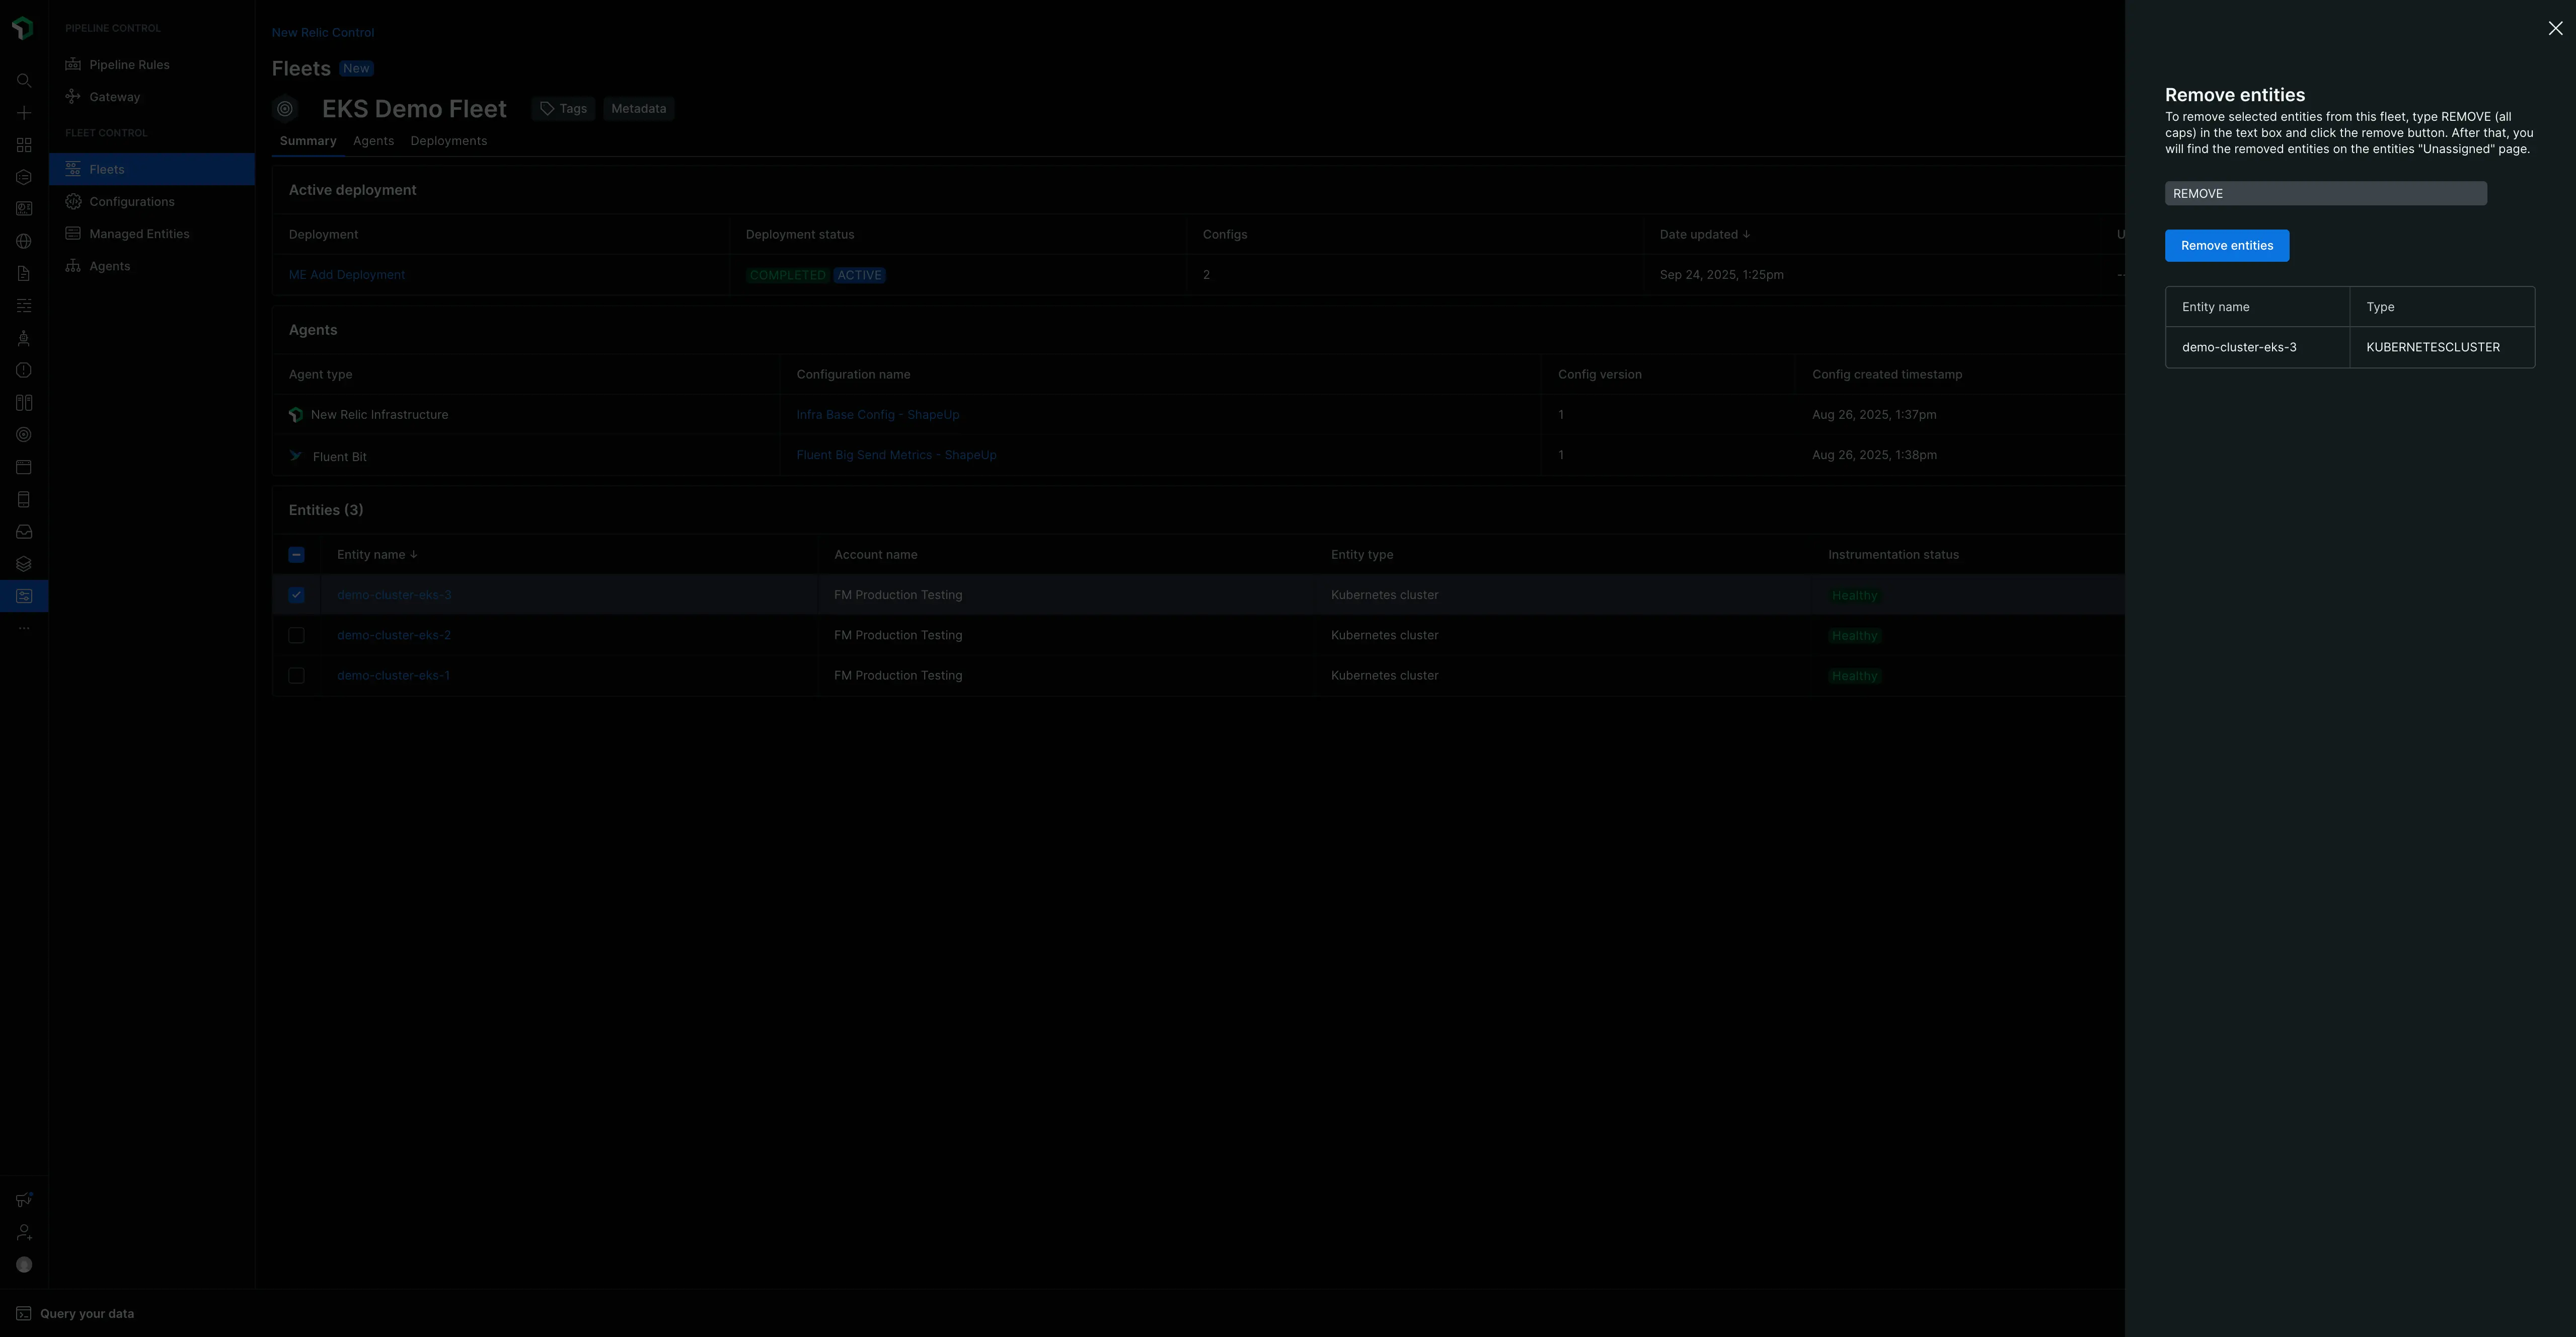 PIPELINE CONTROL
Pipeline Rules
Gateway
FLEET CONTROL
Fleets
Configurations
Managed Entities
Agents
Query your data
New Relic Control
Fleets New
EKS Demo Fleet Tags Metadata
Summary Agents Deployments
Active deployment
Deployment Deployment status Configs Date updated ↓ U
ME Add Deployment COMPLETED ACTIVE 2 Sep 24, 2025, 1:25pm --
Agents
Agent type Configuration name Config version Config created timestamp
New Relic Infrastructure Infra Base Config - ShapeUp 1 Aug 26, 2025, 1:37pm
Fluent Bit Fluent Big Send Metrics - ShapeUp 1 Aug 26, 2025, 1:38pm
Entities (3)
Entity name ↓ Account name Entity type Instrumentation status
demo-cluster-eks-3 FM Production Testing Kubernetes cluster Healthy
demo-cluster-eks-2 FM Production Testing Kubernetes cluster Healthy
demo-cluster-eks-1 FM Production Testing Kubernetes cluster Healthy
Remove entities
To remove selected entities from this fleet, type REMOVE (all
caps) in the text box and click the remove button. After that, you
will find the removed entities on the entities "Unassigned" page.
REMOVE
Remove entities
Entity name Type
demo-cluster-eks-3 KUBERNETESCLUSTER